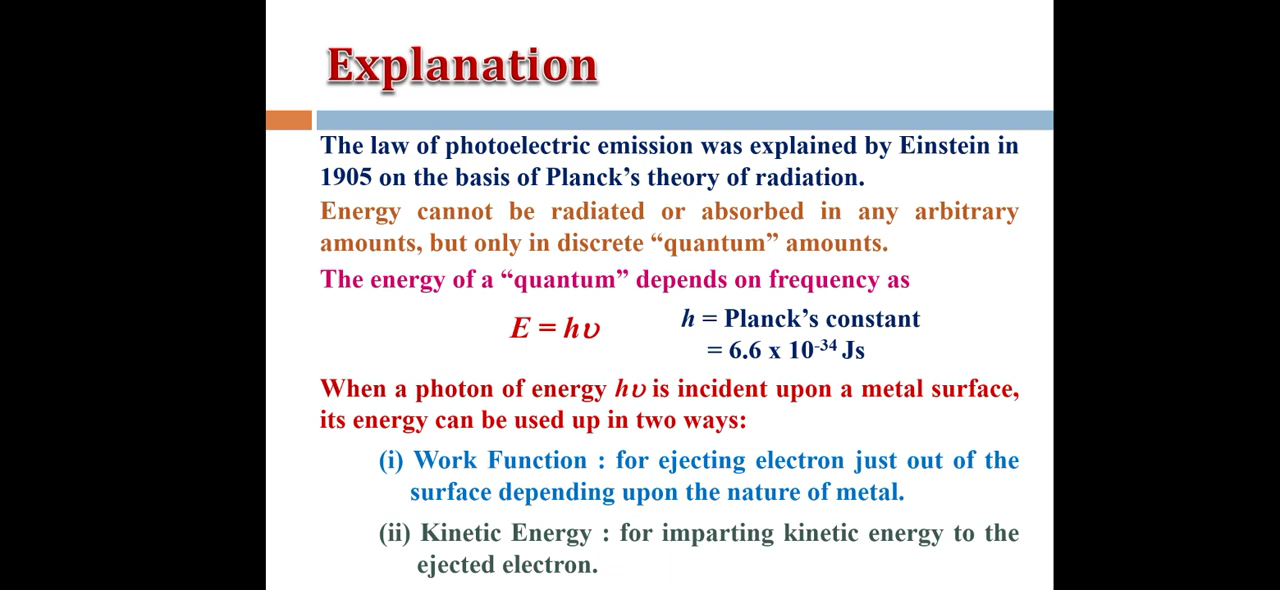 Explanation
The law of photoelectric emission was explained by Einstein in
1905 on the basis of Planck’s theory of radiation.
Energy cannot be radiated or absorbed in any arbitrary
amounts, but only in discrete “quantum” amounts.
The energy of a “quantum” depends on frequency as
E = hυ
h = Planck’s constant
= 6.6 x 10⁻³⁴ Js
When a photon of energy hυ is incident upon a metal surface,
its energy can be used up in two ways:
(i) Work Function : for ejecting electron just out of the
surface depending upon the nature of metal.
(ii) Kinetic Energy : for imparting kinetic energy to the
ejected electron.